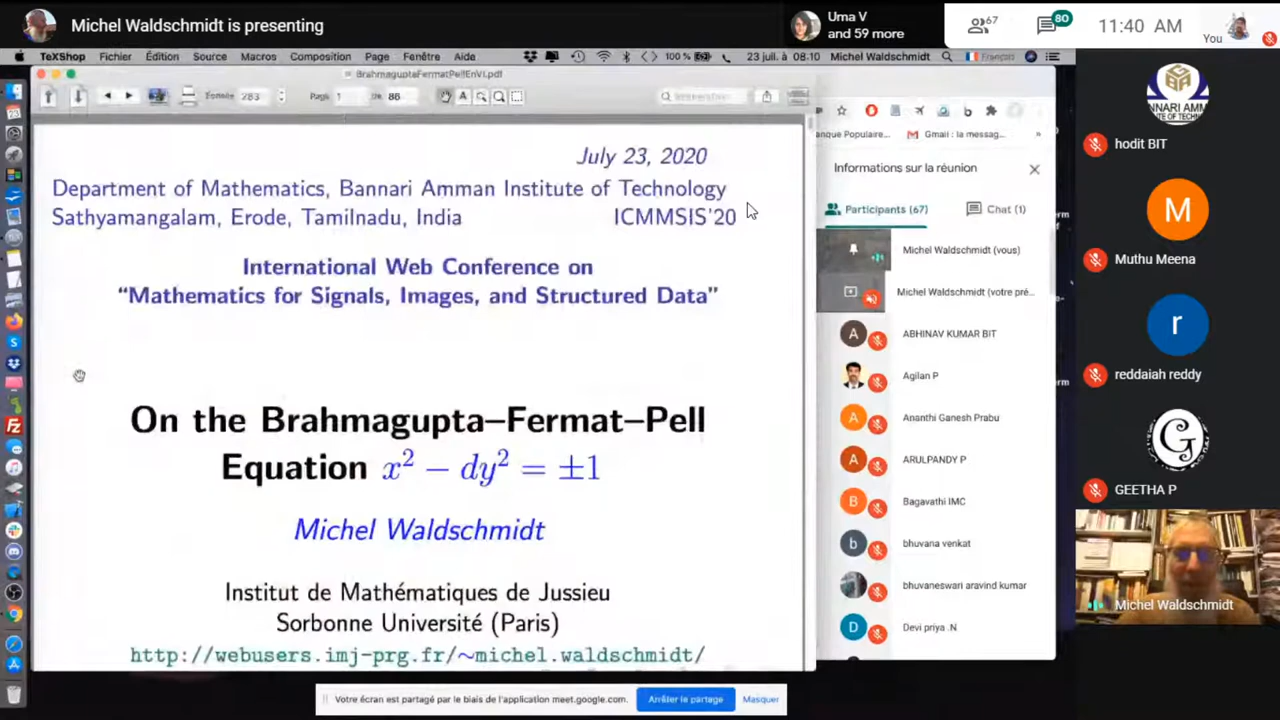 Michel Waldschmidt is presenting
Uma V
and 59 more
67
80
11:40 AM
You
TeXShop Fichier Édition Source Macros Composition Page Fenêtre Aide
100 %
23 juil. à 08:10 Michel Waldschmidt
Français
BrahmaguptaFermatPellEnVI.pdf
Page 1 de 86
July 23, 2020
Department of Mathematics, Bannari Amman Institute of Technology
Sathyamangalam, Erode, Tamilnadu, India ICMMSIS'20
International Web Conference on
“Mathematics for Signals, Images, and Structured Data”
On the Brahmagupta–Fermat–Pell
Equation x² − dy² = ±1
Michel Waldschmidt
Institut de Mathématiques de Jussieu
Sorbonne Université (Paris)
http://webusers.imj-prg.fr/~michel.waldschmidt/
anque Populaire... Gmail : la messag... »
Informations sur la réunion
Participants (67) Chat (1)
Michel Waldschmidt (vous)
Michel Waldschmidt (votre pré...
A ABHINAV KUMAR BIT
Agilan P
A Ananthi Ganesh Prabu
A ARULPANDY P
B Bagavathi IMC
b bhuvana venkat
bhuvaneswari aravind kumar
D Devi priya .N
Votre écran est partagé par le biais de l'application meet.google.com. Arrêter le partage Masquer
hodit BIT
M
Muthu Meena
r
reddaiah reddy
G
GEETHA P
Michel Waldschmidt